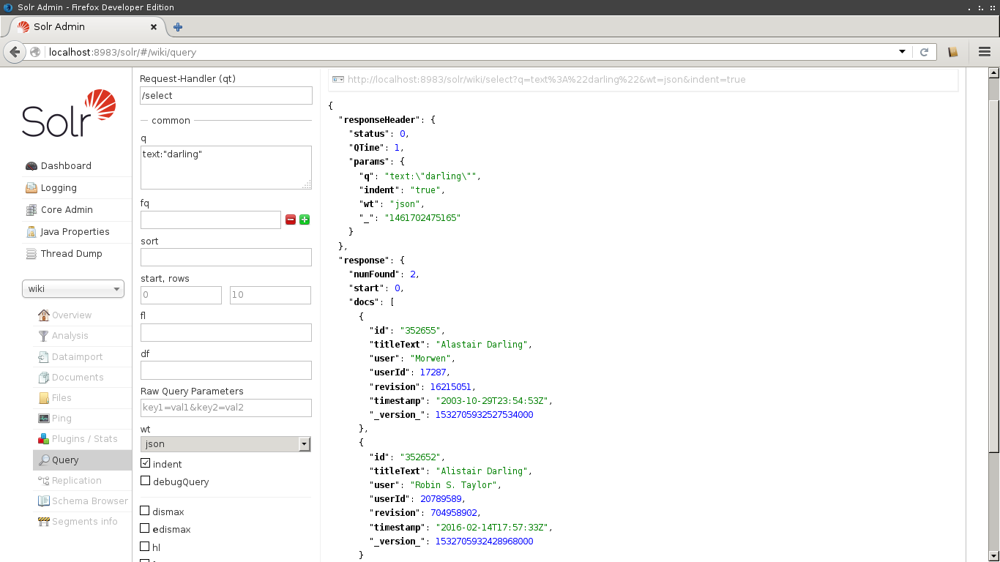 Solr Admin - Firefox Developer Edition
Solr Admin
localhost:8983/solr/#/wiki/query
Solr
Dashboard
Logging
Core Admin
Java Properties
Thread Dump
wiki
Overview
Analysis
Dataimport
Documents
Files
Ping
Plugins / Stats
Query
Replication
Schema Browser
Segments info
Request-Handler (qt)
/select
common
q
text:"darling"
fq
sort
start, rows
0 10
fl
df
Raw Query Parameters
key1=val1&key2=val2
wt
json
indent
debugQuery
dismax
edismax
hl
http://localhost:8983/solr/wiki/select?q=text%3A%22darling%22&wt=json&indent=true
{
"responseHeader": {
"status": 0,
"QTime": 1,
"params": {
"q": "text:\"darling\"",
"indent": "true",
"wt": "json",
"_": "1461702475165"
}
},
"response": {
"numFound": 2,
"start": 0,
"docs": [
{
"id": "352655",
"titleText": "Alastair Darling",
"user": "Morwen",
"userId": 17287,
"revision": 16215051,
"timestamp": "2003-10-29T23:54:53Z",
"_version_": 1532705932527534000
},
{
"id": "352652",
"titleText": "Alistair Darling",
"user": "Robin S. Taylor",
"userId": 20789589,
"revision": 704958902,
"timestamp": "2016-02-14T17:57:33Z",
"_version_": 1532705932428968000
}